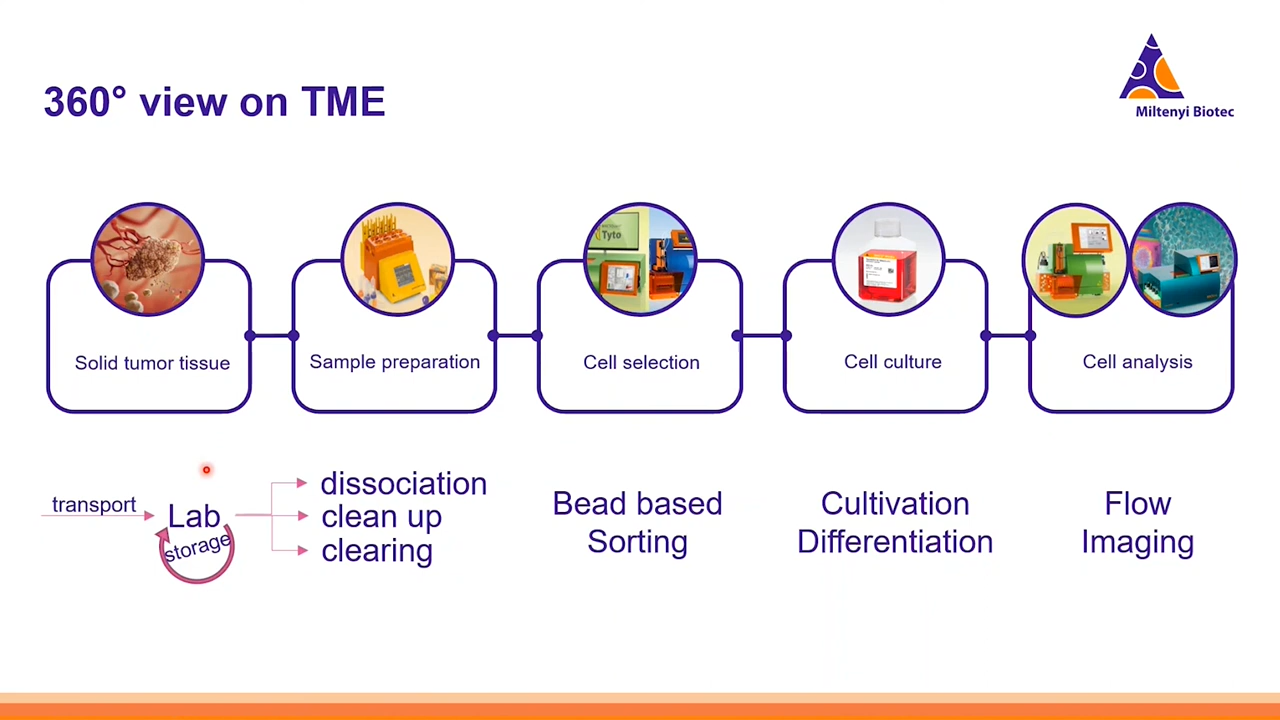 360° view on TME
Miltenyi Biotec
Tyto
Solid tumor tissue
Sample preparation
Cell selection
Cell culture
Cell analysis
transport
Lab
storage
dissociation
clean up
clearing
Bead based
Sorting
Cultivation
Differentiation
Flow
Imaging